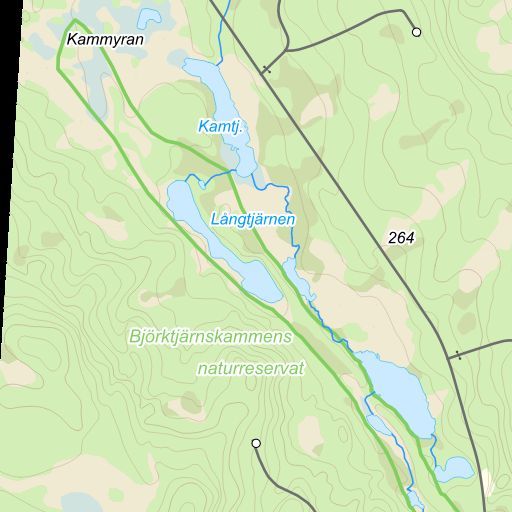 Kammyran
Kamtj.
Långtjärnen
264
Björktjärnskammens
naturreservat